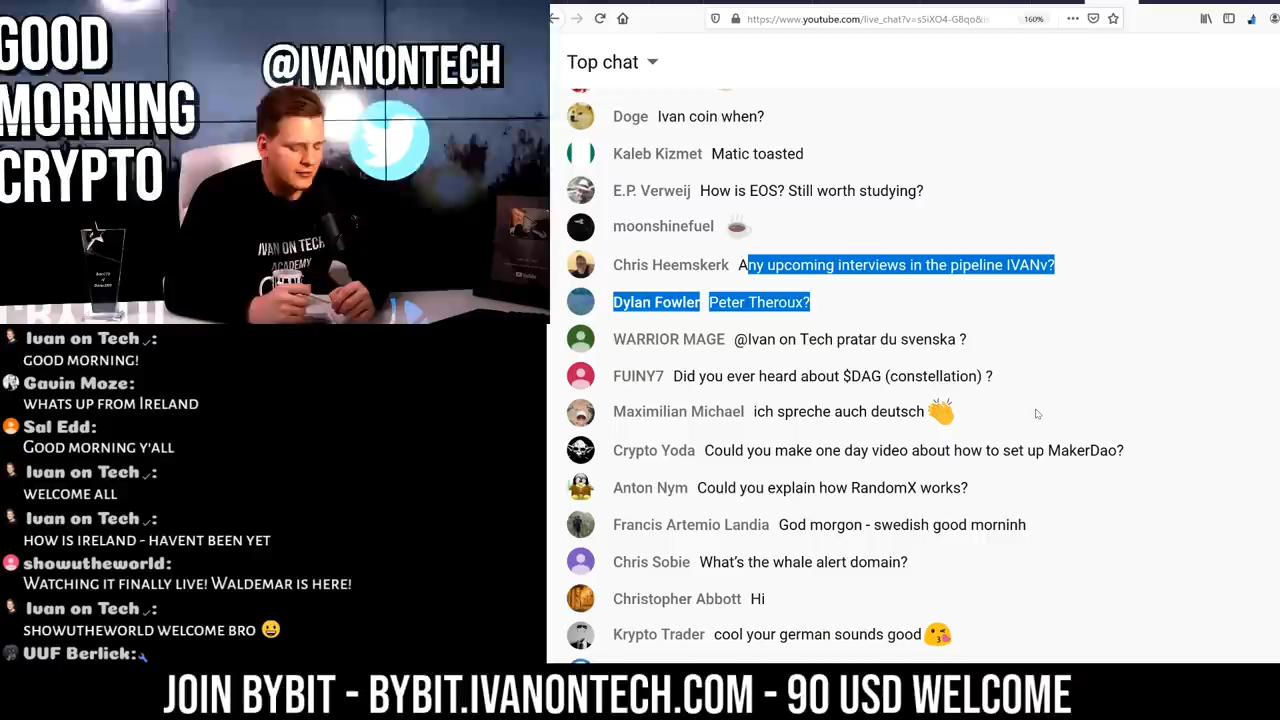 GOOD
MORNING
CRYPTO
@IVANONTECH
IVAN ON TECH
ACADEMY
https://www.youtube.com/live_chat?v=s5iXO4-G8qo&is
160%
Top chat
Doge Ivan coin when?
Kaleb Kizmet Matic toasted
E.P. Verweij How is EOS? Still worth studying?
moonshinefuel ☕
Chris Heemskerk Any upcoming interviews in the pipeline IVANv?
Dylan Fowler Peter Theroux?
WARRIOR MAGE @Ivan on Tech pratar du svenska ?
FUINY7 Did you ever heard about $DAG (constellation) ?
Maximilian Michael ich spreche auch deutsch 👏
Crypto Yoda Could you make one day video about how to set up MakerDao?
Anton Nym Could you explain how RandomX works?
Francis Artemio Landia God morgon - swedish good morninh
Chris Sobie What's the whale alert domain?
Christopher Abbott Hi
Krypto Trader cool your german sounds good 😘
Ivan on Tech ✓:
GOOD MORNING!
Gavin Moze:
WHATS UP FROM IRELAND
Sal Edd:
GOOD MORNING Y'ALL
Ivan on Tech ✓:
WELCOME ALL
Ivan on Tech ✓:
HOW IS IRELAND - HAVENT BEEN YET
showutheworld:
WATCHING IT FINALLY LIVE! WALDEMAR IS HERE!
Ivan on Tech ✓:
SHOWUTHEWORLD WELCOME BRO 😀
UUF Berlick:
JOIN BYBIT - BYBIT.IVANONTECH.COM - 90 USD WELCOME